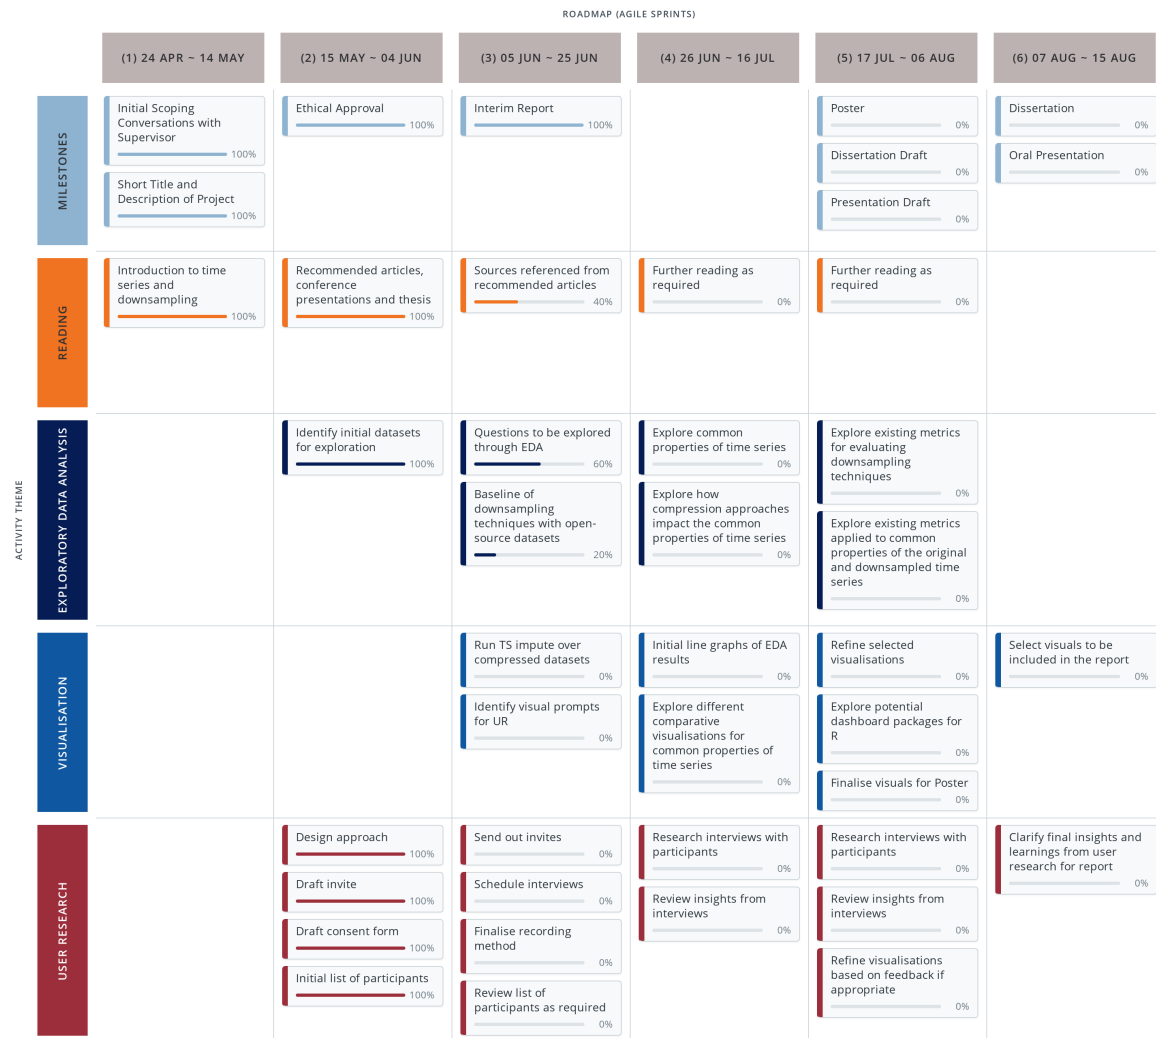 ROADMAP (AGILE SPRINTS)
(1) 24 APR ~ 14 MAY
(2) 15 MAY ~ 04 JUN
(3) 05 JUN ~ 25 JUN
(4) 26 JUN ~ 16 JUL
(5) 17 JUL ~ 06 AUG
(6) 07 AUG ~ 15 AUG
ACTIVITY THEME
MILESTONES
Initial Scoping
Conversations with
Supervisor
100%
Short Title and
Description of Project
100%
Ethical Approval
100%
Interim Report
100%
Poster
0%
Dissertation Draft
0%
Presentation Draft
0%
Dissertation
0%
Oral Presentation
0%
READING
Introduction to time
series and
downsampling
100%
Recommended articles,
conference
presentations and thesis
100%
Sources referenced from
recommended articles
40%
Further reading as
required
0%
Further reading as
required
0%
EXPLORATORY DATA ANALYSIS
Identify initial datasets
for exploration
100%
Questions to be explored
through EDA
60%
Baseline of
downsampling
techniques with open-
source datasets
20%
Explore common
properties of time series
0%
Explore how
compression approaches
impact the common
properties of time series
0%
Explore existing metrics
for evaluating
downsampling
techniques
0%
Explore existing metrics
applied to common
properties of the original
and downsampled time
series
0%
VISUALISATION
Run TS impute over
compressed datasets
0%
Identify visual prompts
for UR
0%
Initial line graphs of EDA
results
0%
Explore different
comparative
visualisations for
common properties of
time series
0%
Refine selected
visualisations
0%
Explore potential
dashboard packages for
R
0%
Finalise visuals for Poster
0%
Select visuals to be
included in the report
0%
USER RESEARCH
Design approach
100%
Draft invite
100%
Draft consent form
100%
Initial list of participants
100%
Send out invites
0%
Schedule interviews
0%
Finalise recording
method
0%
Review list of
participants as required
0%
Research interviews with
participants
0%
Review insights from
interviews
0%
Research interviews with
participants
0%
Review insights from
interviews
0%
Refine visualisations
based on feedback if
appropriate
0%
Clarify final insights and
learnings from user
research for report
0%